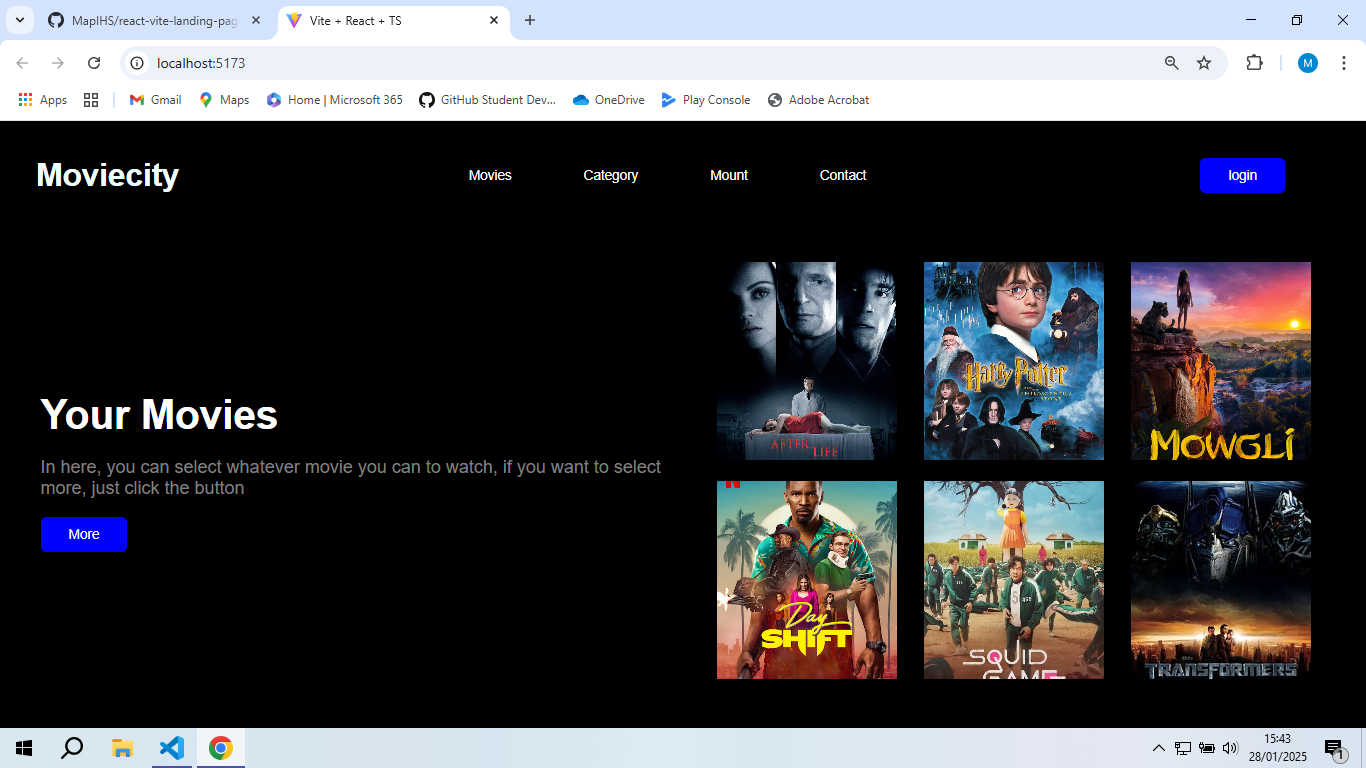 MapIHS/react-vite-landing-pag
Vite + React + TS
localhost:5173
M
Apps
Gmail
Maps
Home | Microsoft 365
GitHub Student Dev...
OneDrive
Play Console
Adobe Acrobat
Moviecity
Movies
Category
Mount
Contact
login
Your Movies
In here, you can select whatever movie you can to watch, if you want to select
more, just click the button
More
AFTER
LIFE
Harry Potter
MOWGLI
Day
SHIFT
SQUID
GAME
TRANSFORMERS
15:43
28/01/2025
1